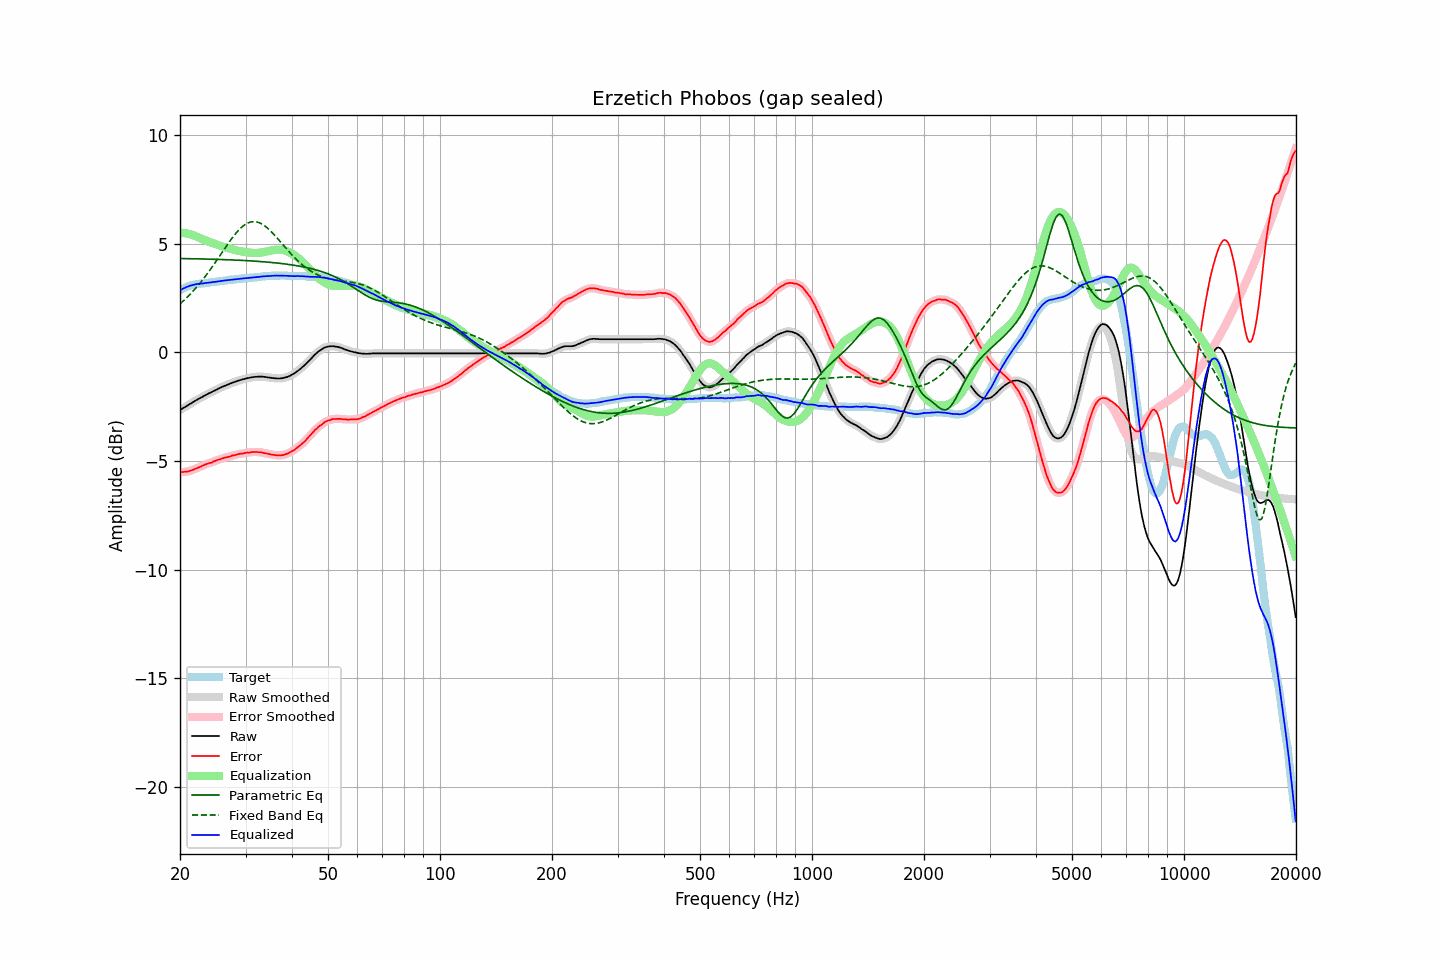 Erzetich Phobos (gap sealed)
10
5
0
−5
−10
−15
−20
Amplitude (dBr)
Target
Raw Smoothed
Error Smoothed
Raw
Error
Equalization
Parametric Eq
Fixed Band Eq
Equalized
20 50 100 200 500 1000 2000 5000 10000 20000
Frequency (Hz)